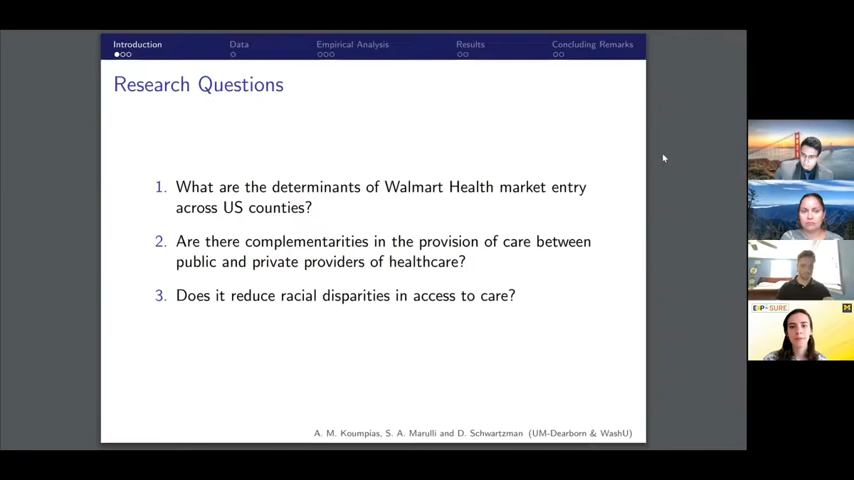 Introduction
Data
Empirical Analysis
Results
Concluding Remarks
Research Questions
1. What are the determinants of Walmart Health market entry
across US counties?
2. Are there complementarities in the provision of care between
public and private providers of healthcare?
3. Does it reduce racial disparities in access to care?
A. M. Koumpias, S. A. Marulli and D. Schwartzman (UM-Dearborn & WashU)
M